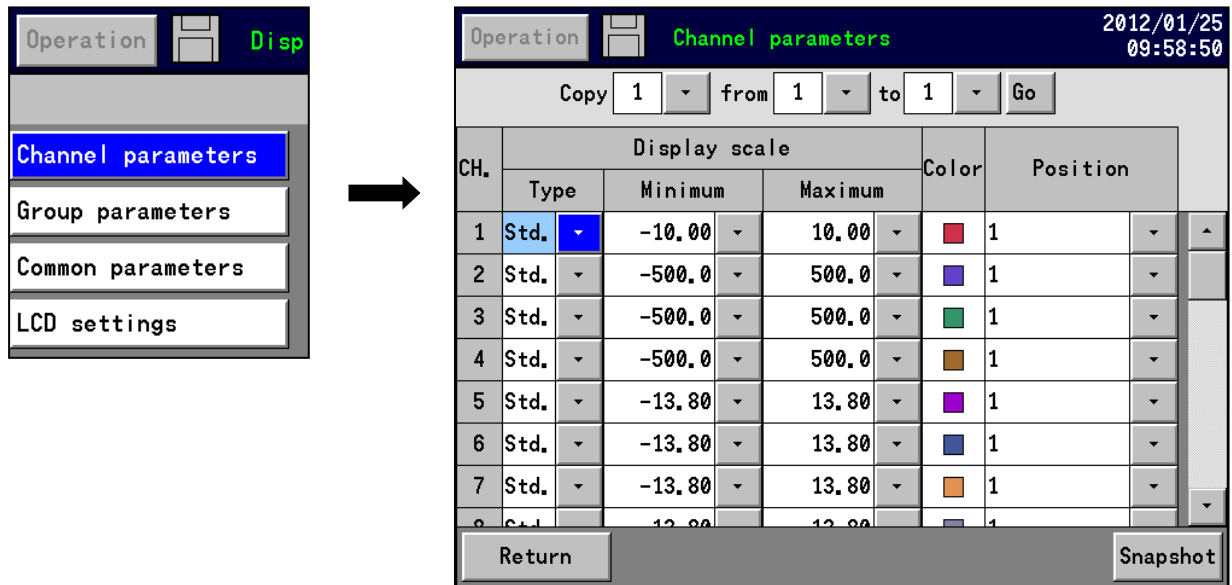 Operation Disp
Channel parameters
Group parameters
Common parameters
LCD settings
Operation Channel parameters 2012/01/25
09:58:50
Copy 1 from 1 to 1 Go
CH. Display scale Color Position
Type Minimum Maximum
1 Std. -10.00 10.00 1
2 Std. -500.0 500.0 1
3 Std. -500.0 500.0 1
4 Std. -500.0 500.0 1
5 Std. -13.80 13.80 1
6 Std. -13.80 13.80 1
7 Std. -13.80 13.80 1
Return Snapshot